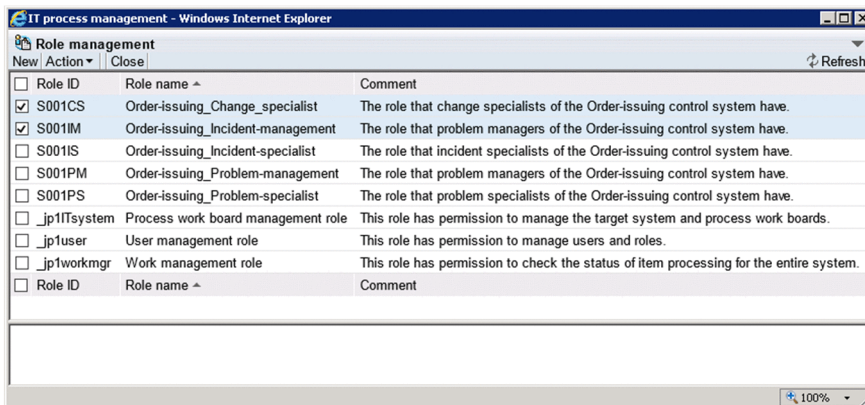 IT process management - Windows Internet Explorer
Role management
New Action Close Refresh
Role ID Role name Comment
S001CS Order-issuing_Change_specialist The role that change specialists of the Order-issuing control system have.
S001IM Order-issuing_Incident-management The role that problem managers of the Order-issuing control system have.
S001IS Order-issuing_Incident-specialist The role that incident specialists of the Order-issuing control system have.
S001PM Order-issuing_Problem-management The role that problem managers of the Order-issuing control system have.
S001PS Order-issuing_Problem-specialist The role that problem specialists of the Order-issuing control system have.
_jp1ITsystem Process work board management role This role has permission to manage the target system and process work boards.
_jp1user User management role This role has permission to manage users and roles.
_jp1workmgr Work management role This role has permission to check the status of item processing for the entire system.
Role ID Role name Comment
100%